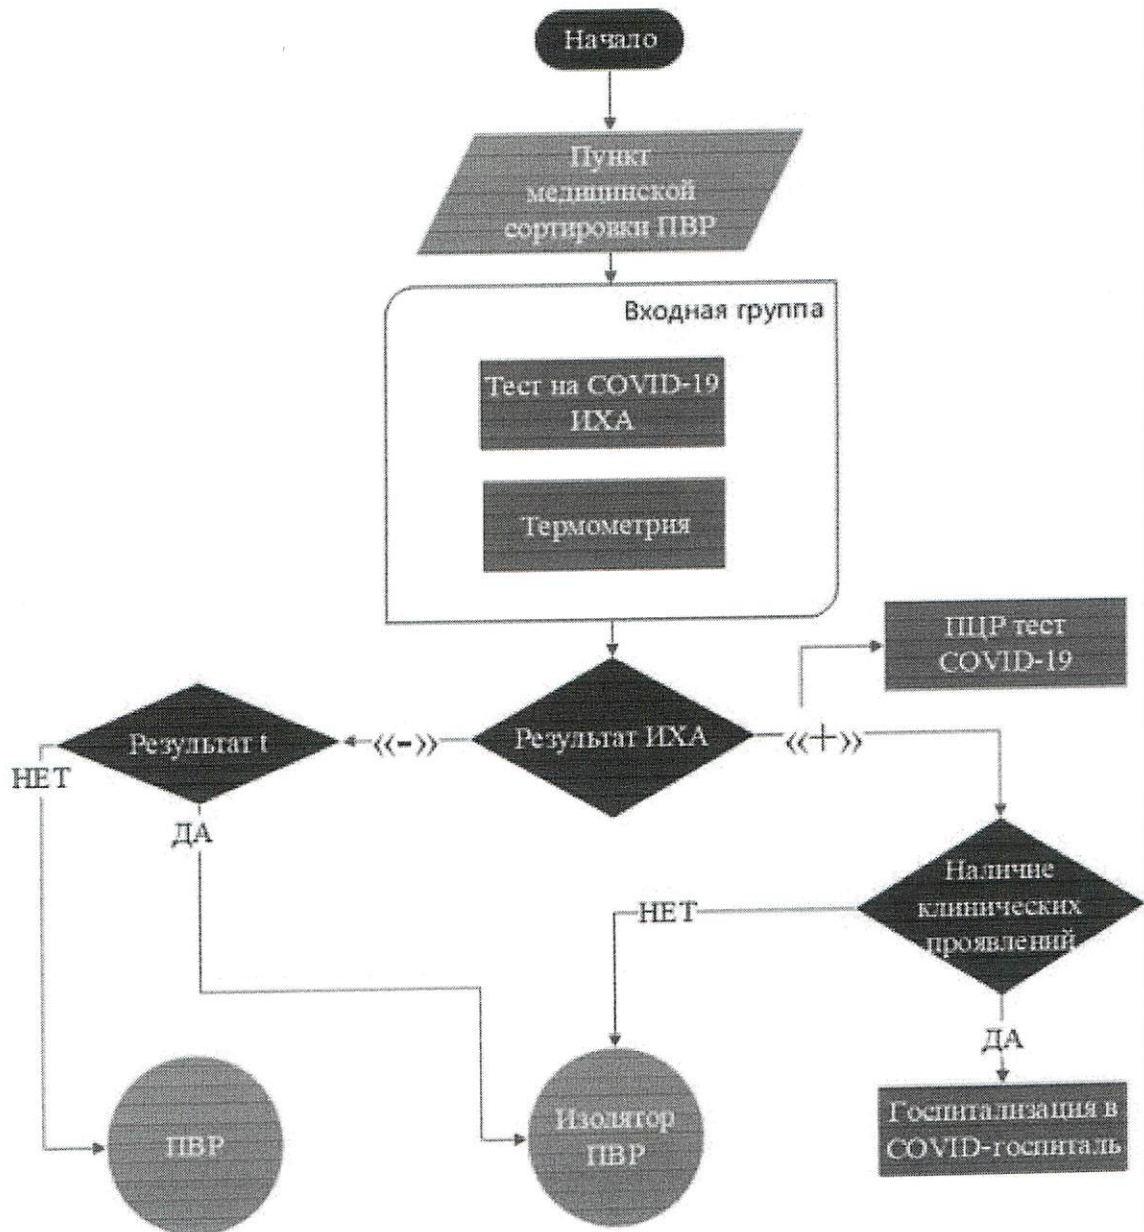 Начало
Пункт
медицинской
сортировки ПВР
Входная группа
Тест на COVID-19
ИХА
Термометрия
ПЦР тест
COVID-19
Результат t
«-»
Результат ИХА
«+»
НЕТ
ДА
Наличие
клинических
проявлений
НЕТ
ДА
ПВР
Изолятор
ПВР
Госпитализация в
COVID-госпиталь